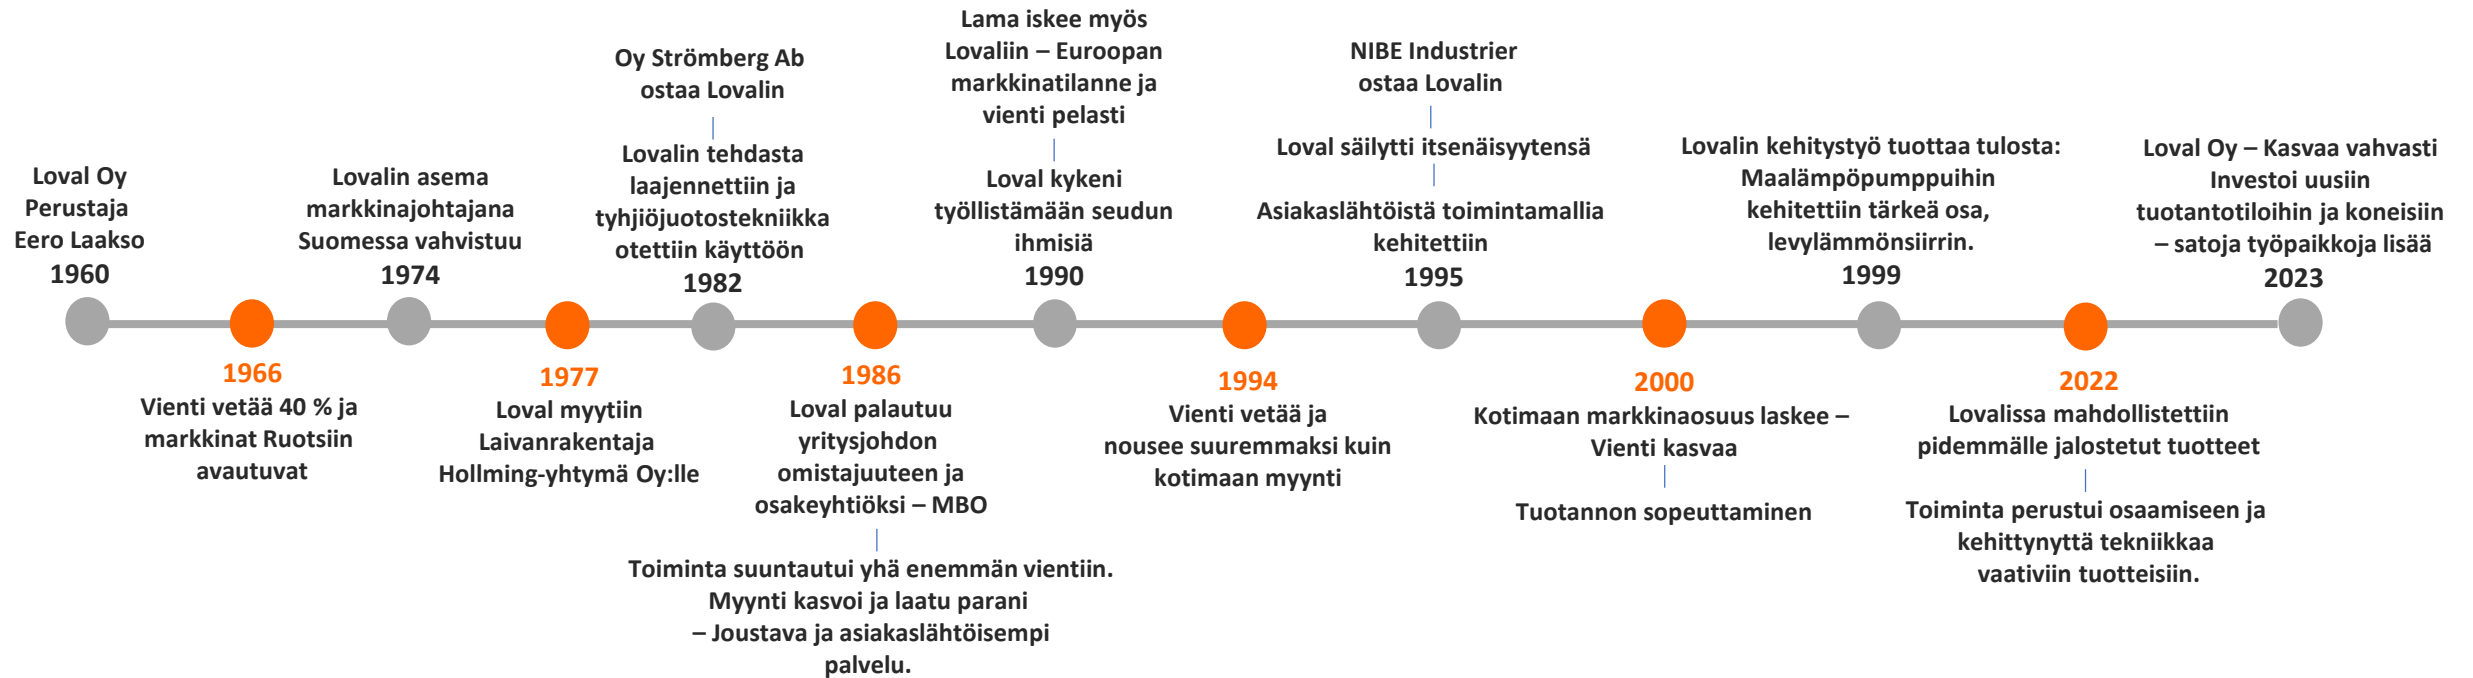 Loval Oy
Perustaja
Eero Laakso
1960
1966
Vienti vetää 40 % ja
markkinat Ruotsiin
avautuvat
Lovalin asema
markkinajohtajana
Suomessa vahvistuu
1974
1977
Loval myytiin
Laivanrakentaja
Hollming-yhtymä Oy:lle
Oy Strömberg Ab
ostaa Lovalin
Lovalin tehdasta
laajennettiin ja
tyhjiöjuotostekniikka
otettiin käyttöön
1982
1986
Loval palautuu
yritysjohdon
omistajuuteen ja
osakeyhtiöksi – MBO
Toiminta suuntautui yhä enemmän vientiin.
Myynti kasvoi ja laatu parani
– Joustava ja asiakaslähtöisempi
palvelu.
Lama iskee myös
Lovaliin – Euroopan
markkinatilanne ja
vienti pelasti
Loval kykeni
työllistämään seudun
ihmisiä
1990
1994
Vienti vetää ja
nousee suuremmaksi kuin
kotimaan myynti
NIBE Industrier
ostaa Lovalin
Loval säilytti itsenäisyytensä
Asiakaslähtöistä toimintamallia
kehitettiin
1995
2000
Kotimaan markkinaosuus laskee –
Vienti kasvaa
Tuotannon sopeuttaminen
Lovalin kehitystyö tuottaa tulosta:
Maalämpöpumppuihin
kehitettiin tärkeä osa,
levylämmönsiirrin.
1999
2022
Lovalissa mahdollistettiin
pidemmälle jalostetut tuotteet
Toiminta perustui osaamiseen ja
kehittynyttä tekniikkaa
vaativiin tuotteisiin.
Loval Oy – Kasvaa vahvasti
Investoi uusiin
tuotantotiloihin ja koneisiin
– satoja työpaikkoja lisää
2023